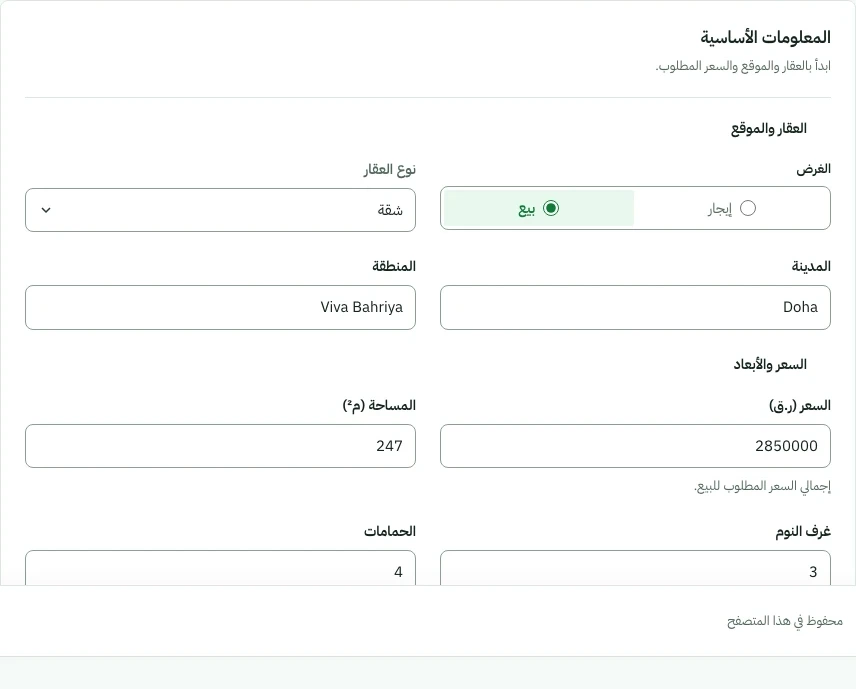 المعلومات الأساسية
ابدأ بالعقار والموقع والسعر المطلوب.
العقار والموقع
الغرض
نوع العقار
إيجار
بيع
شقة
المدينة
المنطقة
Doha
Viva Bahriya
السعر والأبعاد
السعر (ر.ق)
المساحة (م²)
2850000
247
إجمالي السعر المطلوب للبيع.
غرف النوم
الحمامات
3
4
محفوظ في هذا المتصفح